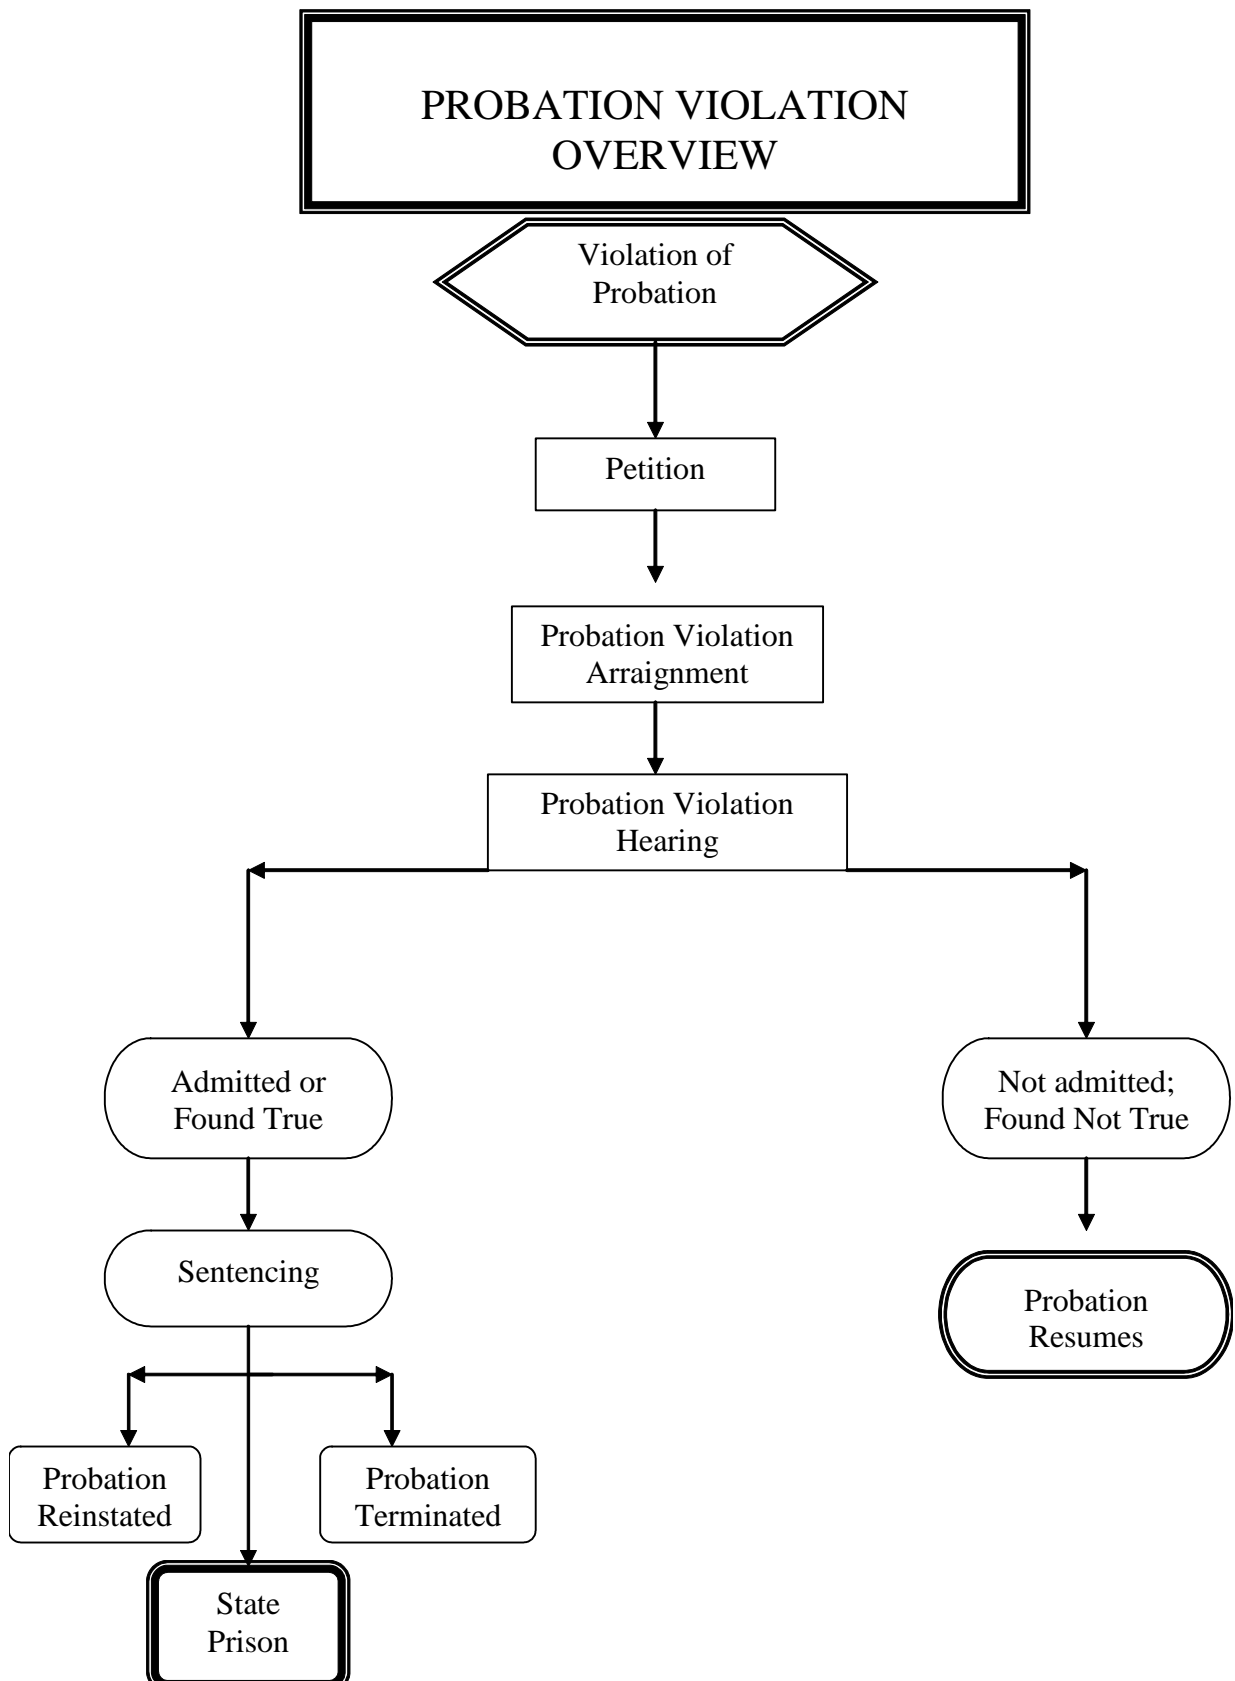 PROBATION VIOLATION
OVERVIEW
Violation of
Probation
Petition
Probation Violation
Arraignment
Probation Violation
Hearing
Admitted or
Found True
Not admitted;
Found Not True
Sentencing
Probation
Resumes
Probation
Reinstated
Probation
Terminated
State
Prison